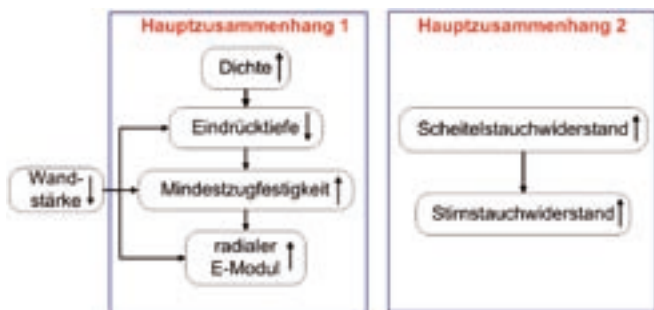 Hauptzusammenhang 1
Dichte
Eindrücktiefe
Wand-
stärke
Mindestzugfestigkeit
radialer
E-Modul
Hauptzusammenhang 2
Scheitelstauchwiderstand
Stirnstauchwiderstand